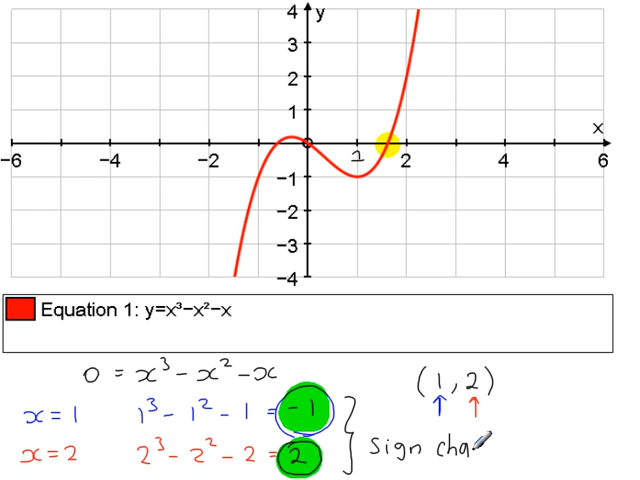 4 y
3
2
1
x
-6 -4 -2 1 2 4 6
-1
-2
-3
-4
Equation 1: y=x³−x²−x
0 = x³ − x² − x
(1, 2)
x = 1 1³ − 1² − 1 = −1
x = 2 2³ − 2² − 2 = 2
Sign cha